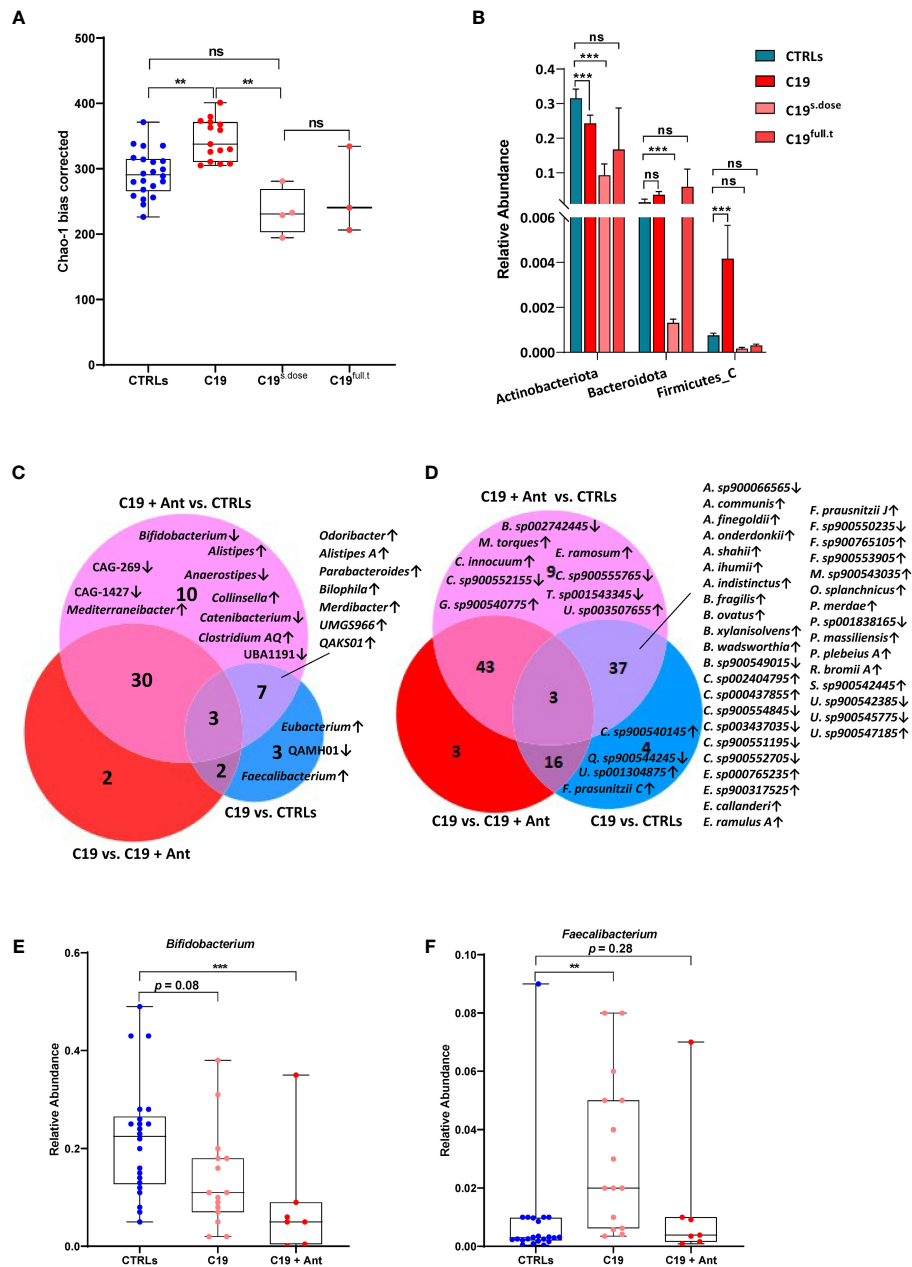 A
500
400
300
200
100
0
Chao-1 bias corrected
ns
**
**
ns
CTRLs
C19
C19s.dose
C19full.t
B
Relative Abundance
0.4
0.3
0.2
0.1
0.006
0.004
0.002
0.000
ns
***
***
ns
***
ns
ns
ns
***
Actinobacteriota
Bacteroidota
Firmicutes_C
CTRLs
C19
C19s.dose
C19full.t
C
C19 + Ant vs. CTRLs
Bifidobacterium↓
Alistipes↑
CAG-269↓
Anaerostipes↓
10
CAG-1427↓
Collinsella↑
Mediterraneibacter↑
Catenibacterium↓
Clostridium AQ↑
UBA1191↓
30
7
3
2
2
Eubacterium↑
3
QAMH01↓
Faecalibacterium↑
C19 vs. CTRLs
C19 vs. C19 + Ant
Odoribacter↑
Alistipes A↑
Parabacteroides↑
Bilophila↑
Merdibacter↑
UMGS966↑
QAKS01↑
D
C19 + Ant vs. CTRLs
B. sp002742445↓
M. torques↑
E. ramosum↑
C. innocuum↑
9
C. sp900555765↓
C. sp900552155↓
T. sp001543345↓
G. sp900540775↑
U. sp003507655↑
43
37
3
3
16
C. sp900540145↑
4
Q. sp900544245↓
U. sp001304875↑
F. prasunitzii C↑
C19 vs. C19 + Ant
C19 vs. CTRLs
A. sp900066565↓
A. communis↑
A. finegoldii↑
A. onderdonkii↑
A. shahii↑
A. ihumii↑
A. indistinctus↑
B. fragilis↑
B. ovatus↑
B. xylanisolvens↑
B. wadsworthia↑
B. sp900549015↓
C. sp002404795↑
C. sp000437855↑
C. sp900554845↓
C. sp003437035↓
C. sp900551195↓
C. sp900552705↓
E. sp000765235↑
E. sp900317525↑
E. callanderi↑
E. ramulus A↑
F. prausnitzii J↑
F. sp900550235↓
F. sp900765105↑
F. sp900553905↑
M. sp900543035↑
O. splanchnicus↑
P. merdae↑
P. sp001838165↓
P. massiliensis↑
P. plebeius A↑
R. bromii A↑
S. sp900542445↑
U. sp900542385↓
U. sp900545775↓
U. sp900547185↑
E
Bifidobacterium
0.6
0.4
0.2
0.0
Relative Abundance
***
p = 0.08
CTRLs
C19
C19 + Ant
F
Faecalibacterium
p = 0.28
**
0.10
0.08
0.06
0.04
0.02
0.00
Relative Abundance
CTRLs
C19
C19 + Ant